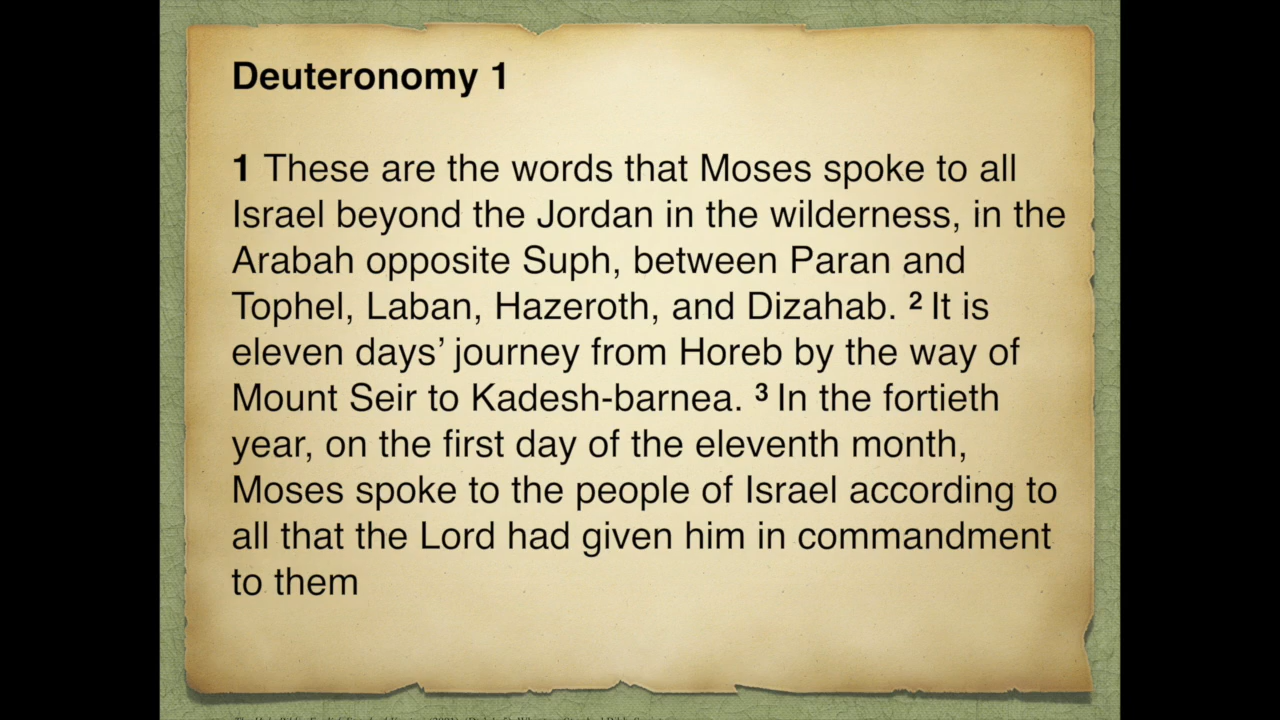 Deuteronomy 1
1 These are the words that Moses spoke to all
Israel beyond the Jordan in the wilderness, in the
Arabah opposite Suph, between Paran and
Tophel, Laban, Hazeroth, and Dizahab. 2 It is
eleven days’ journey from Horeb by the way of
Mount Seir to Kadesh-barnea. 3 In the fortieth
year, on the first day of the eleventh month,
Moses spoke to the people of Israel according to
all that the Lord had given him in commandment
to them